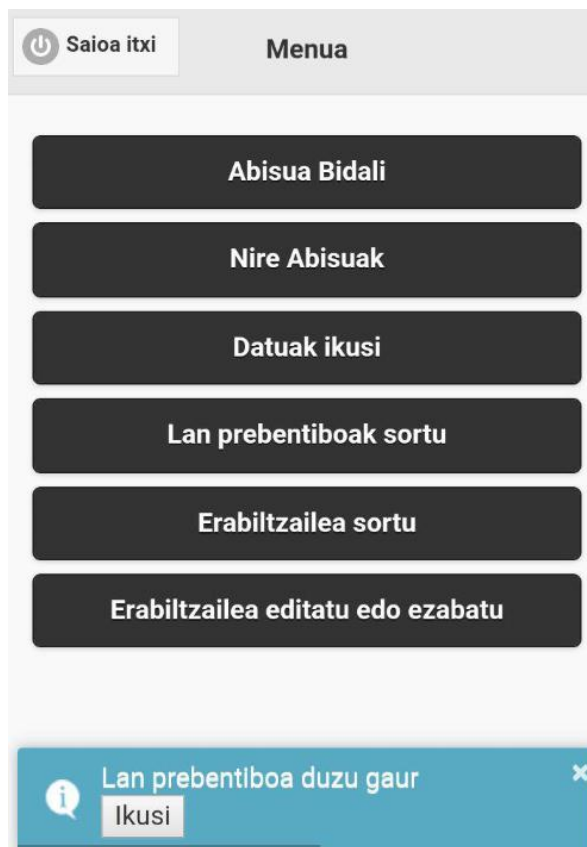 Saioa itxi
Menua
Abisua Bidali
Nire Abisuak
Datuak ikusi
Lan prebentiboak sortu
Erabiltzailea sortu
Erabiltzailea editatu edo ezabatu
Lan prebentiboa duzu gaur
Ikusi